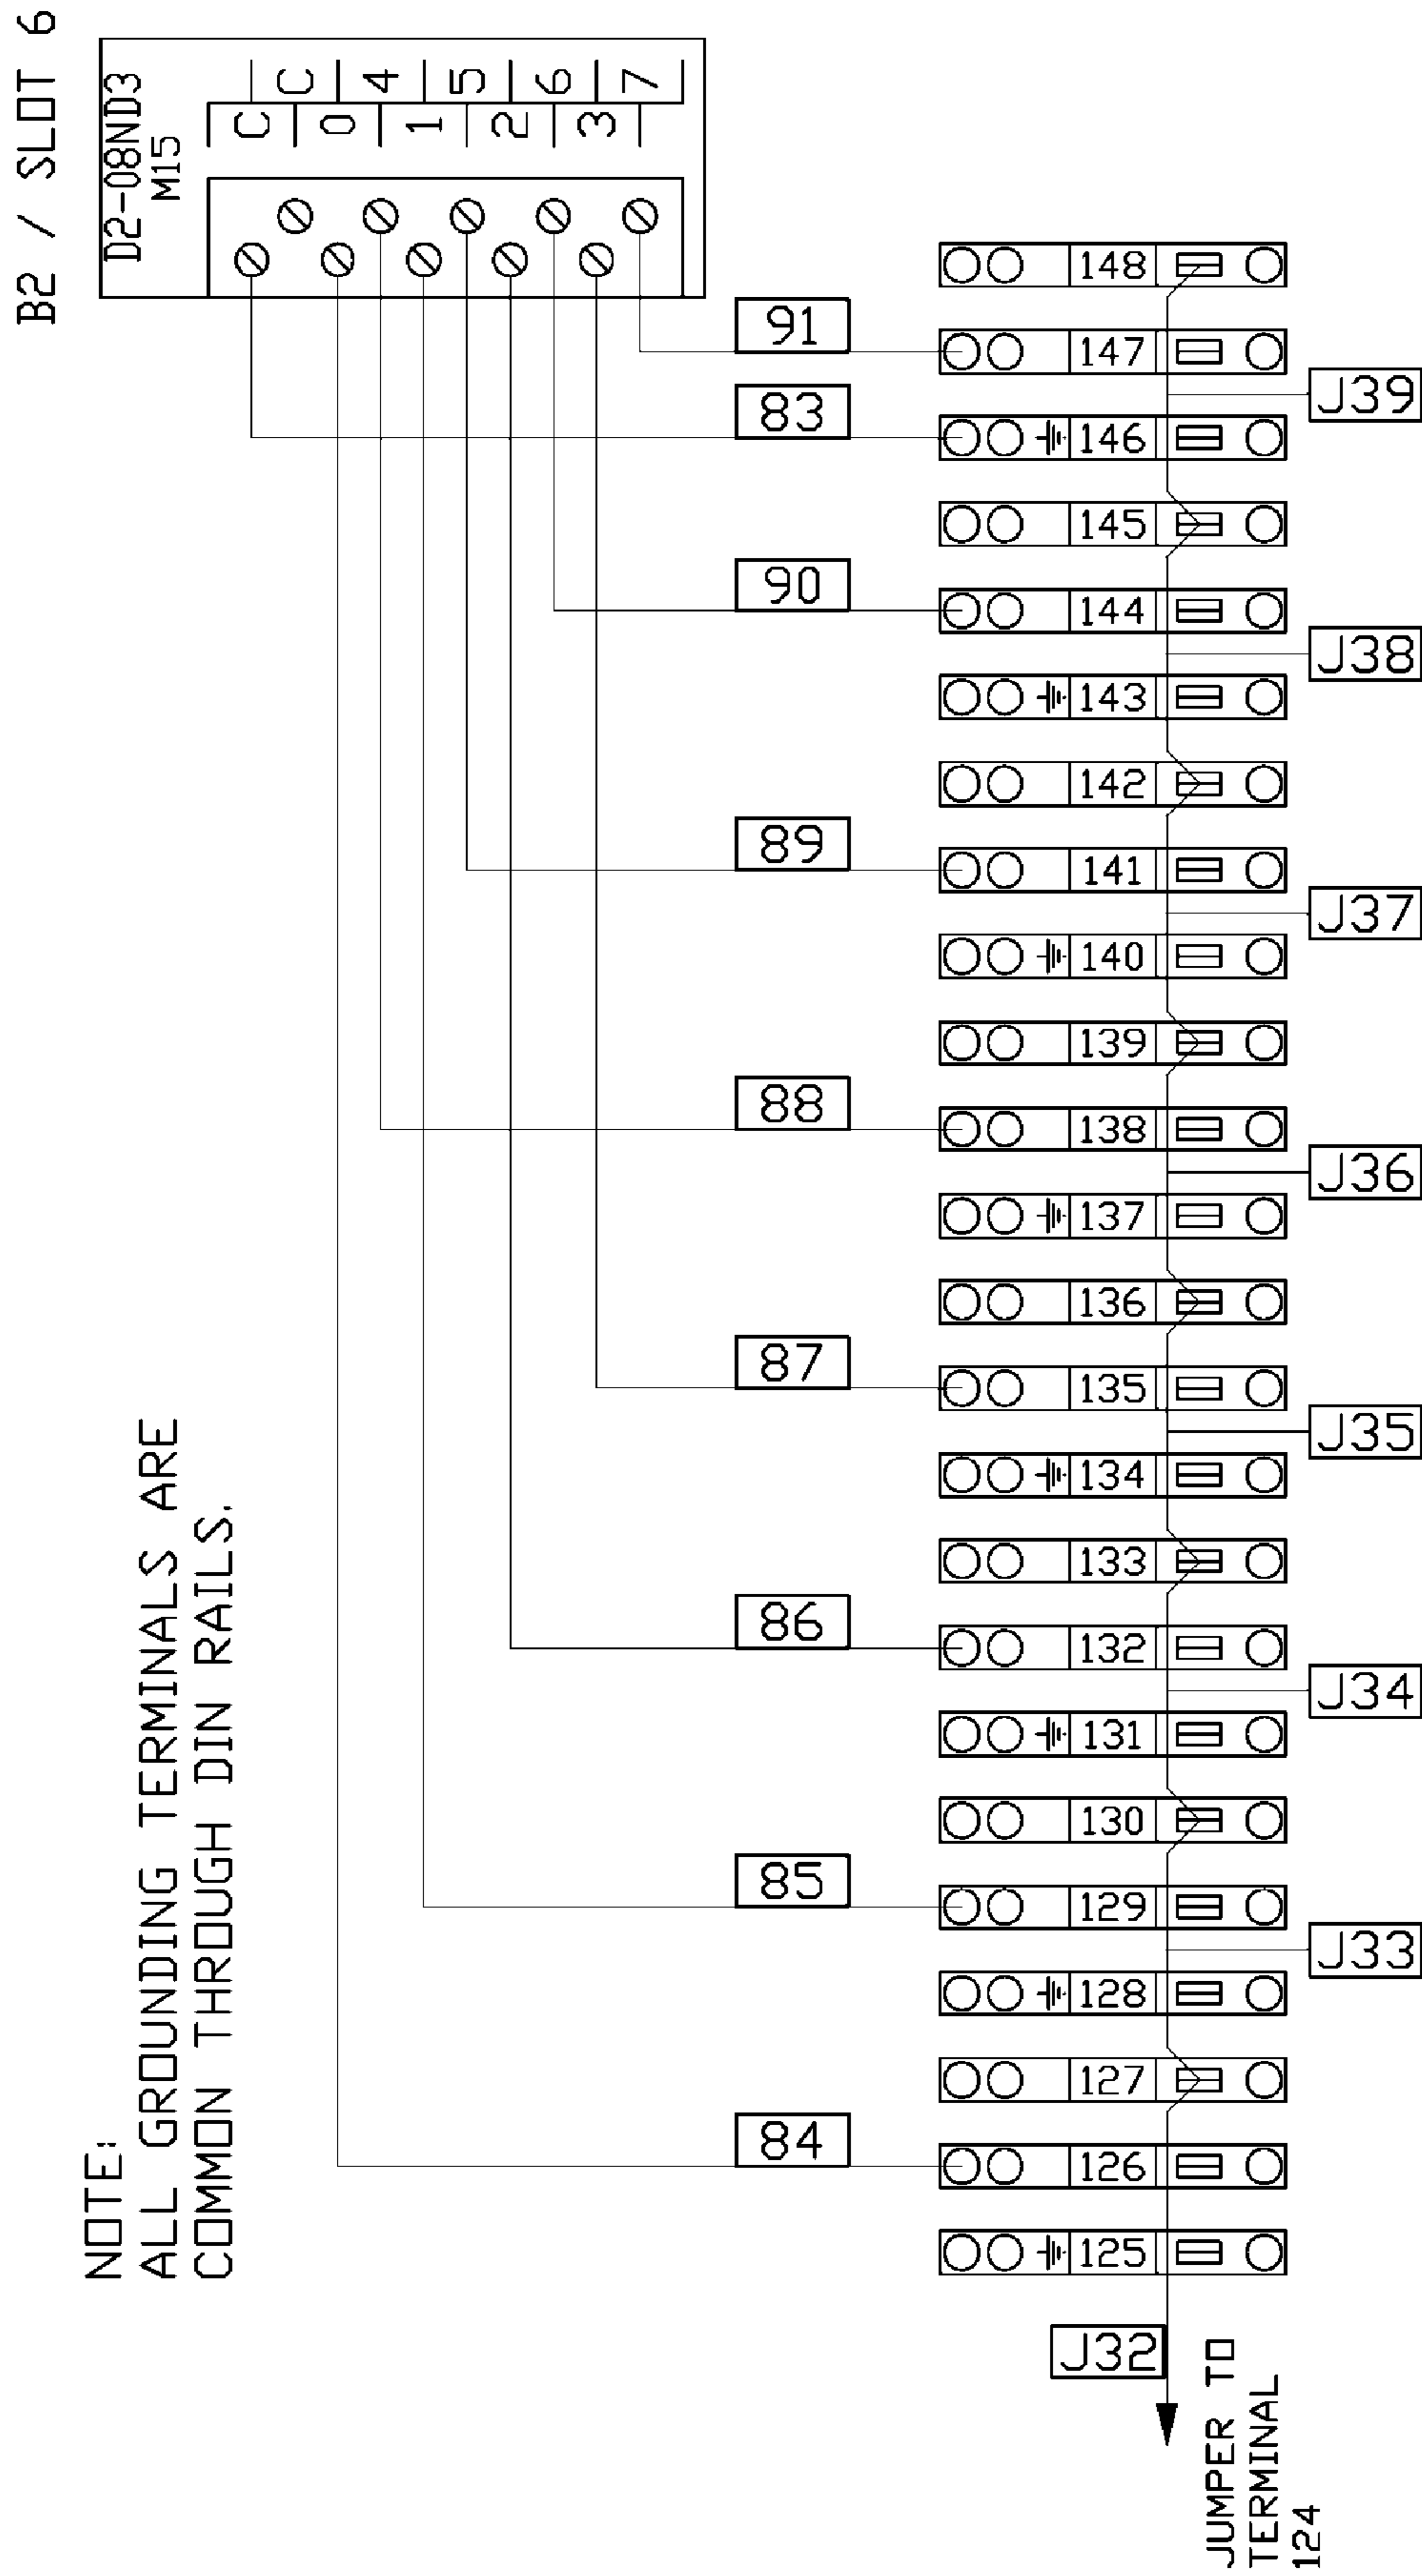 B2 / SLOT 6
D2-08ND3
M15
C
C
0
4
1
5
2
6
3
7
NOTE:
ALL GROUNDING TERMINALS ARE
COMMON THROUGH DIN RAILS.
91
83
90
89
88
87
86
85
84
148
147
146
145
144
143
142
141
140
139
138
137
136
135
134
133
132
131
130
129
128
127
126
125
J39
J38
J37
J36
J35
J34
J33
J32
JUMPER TO
TERMINAL
124